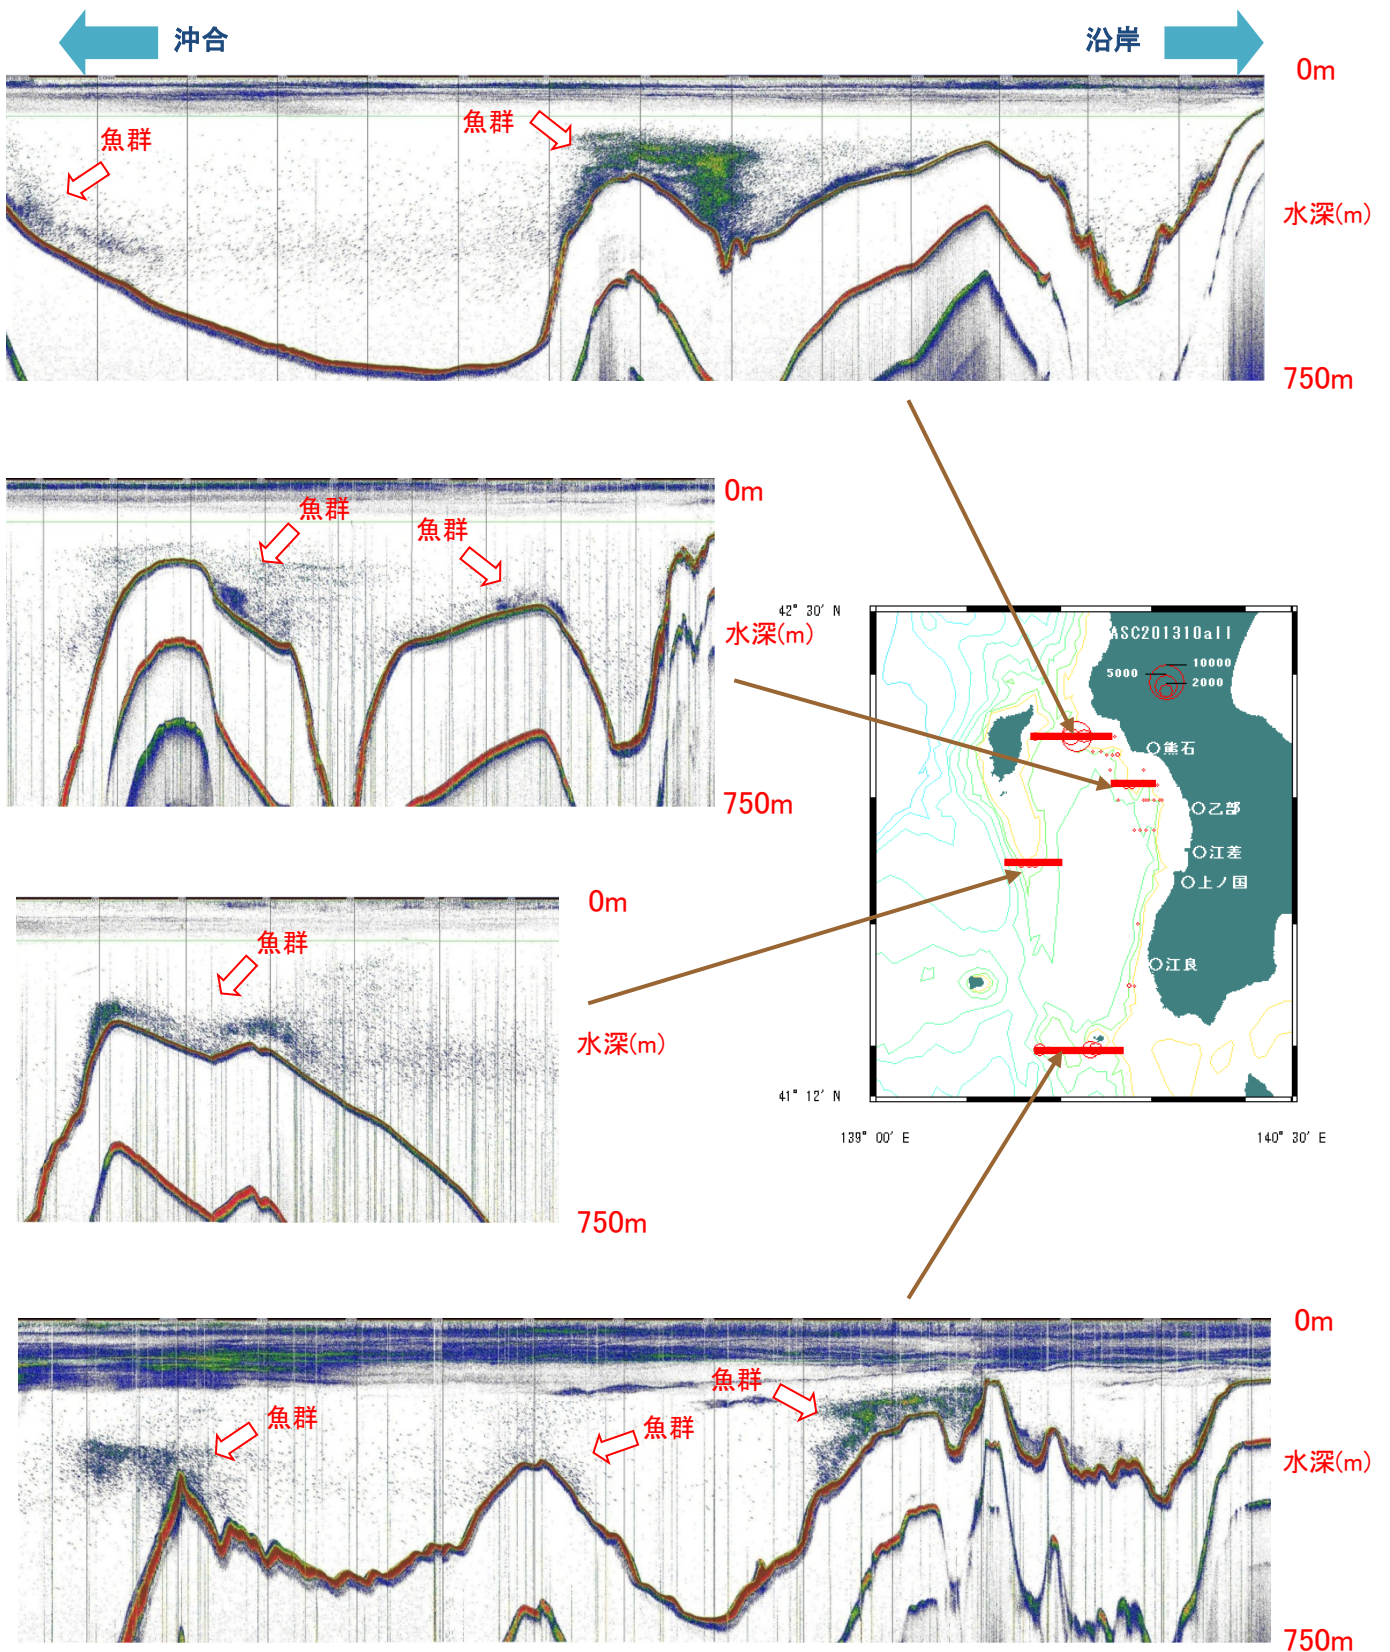 沖合
沿岸
0m
魚群
魚群
水深(m)
750m
0m
魚群
魚群
水深(m)
750m
42° 30′ N
ASC201310all
10000
5000
2000
熊石
乙部
江差
上ノ国
江良
41° 12′ N
139° 00′ E
140° 30′ E
0m
魚群
水深(m)
750m
0m
魚群
魚群
魚群
水深(m)
750m